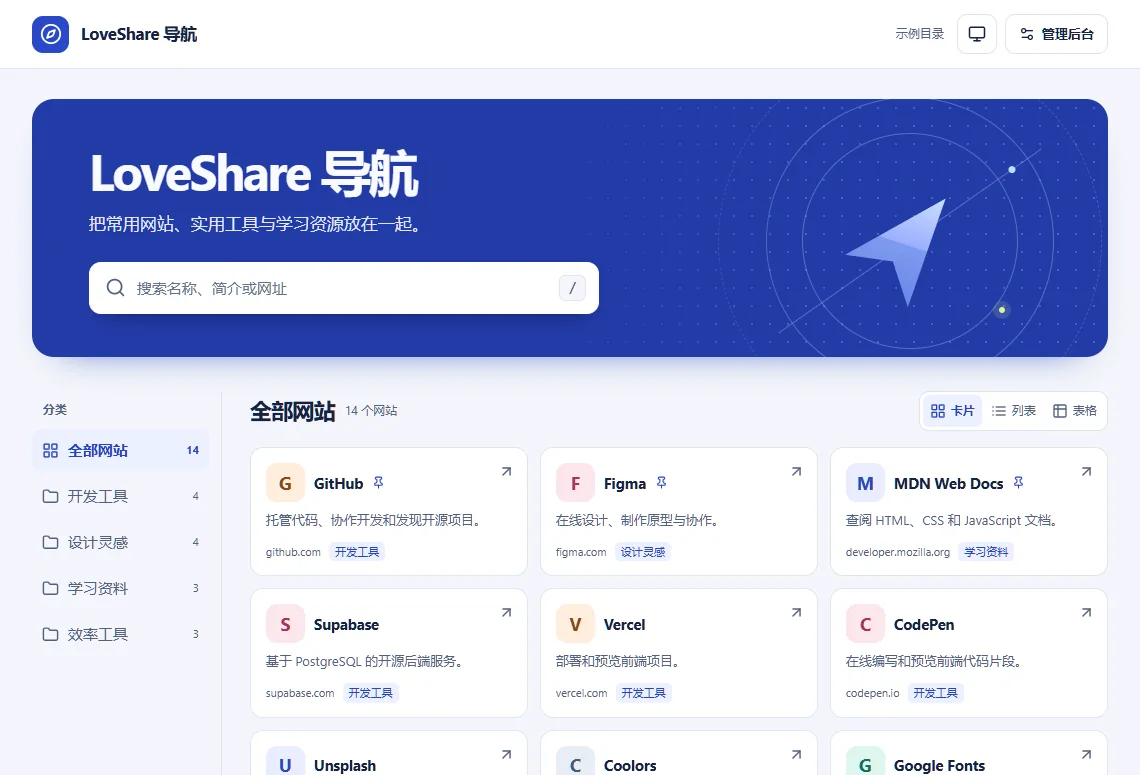 LoveShare 导航
示例目录
管理后台
LoveShare 导航
把常用网站、实用工具与学习资源放在一起。
搜索名称、简介或网址 /
分类
全部网站 14
开发工具 4
设计灵感 4
学习资料 3
效率工具 3
全部网站 14 个网站
卡片 列表 表格
G GitHub
托管代码、协作开发和发现开源项目。
github.com 开发工具
F Figma
在线设计、制作原型与协作。
figma.com 设计灵感
M MDN Web Docs
查阅 HTML、CSS 和 JavaScript 文档。
developer.mozilla.org 学习资料
S Supabase
基于 PostgreSQL 的开源后端服务。
supabase.com 开发工具
V Vercel
部署和预览前端项目。
vercel.com 开发工具
C CodePen
在线编写和预览前端代码片段。
codepen.io 开发工具
U Unsplash
C Coolors
G Google Fonts